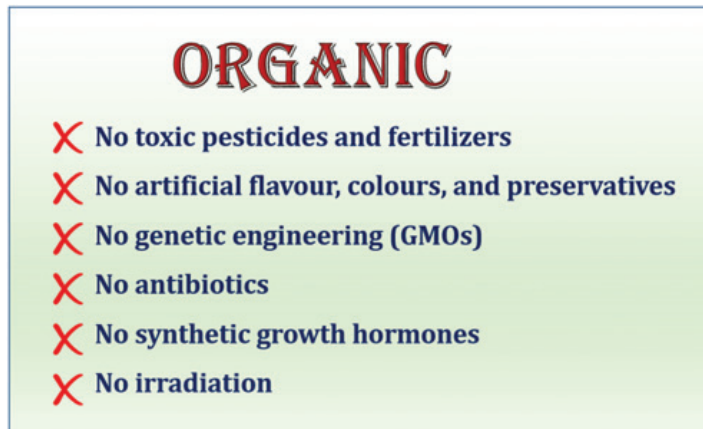 ORGANIC
No toxic pesticides and fertilizers
No artificial flavour, colours, and preservatives
No genetic engineering (GMOs)
No antibiotics
No synthetic growth hormones
No irradiation